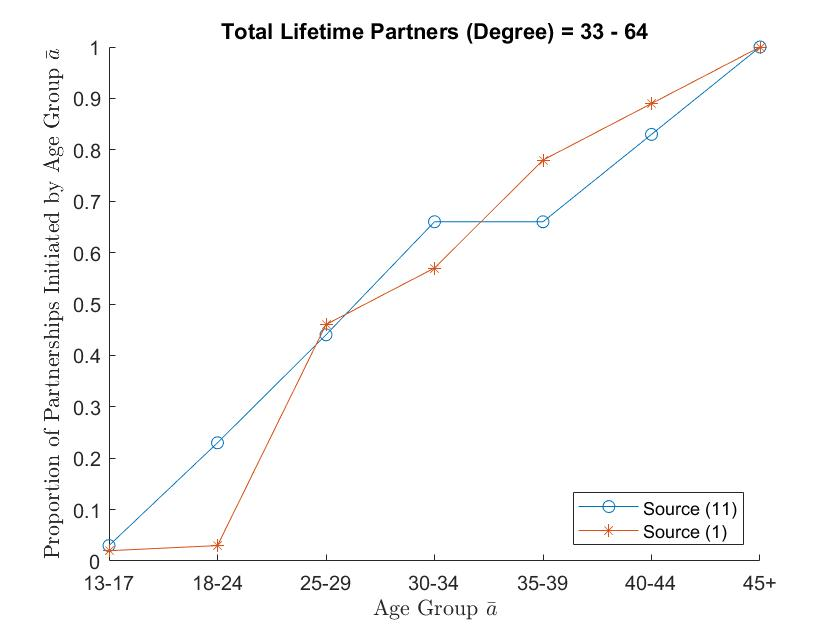 Total Lifetime Partners (Degree) = 33 - 64
Proportion of Partnerships Initiated by Age Group ā
1
0.9
0.8
0.7
0.6
0.5
0.4
0.3
0.2
0.1
0
13-17 18-24 25-29 30-34 35-39 40-44 45+
Age Group ā
Source (11)
Source (1)